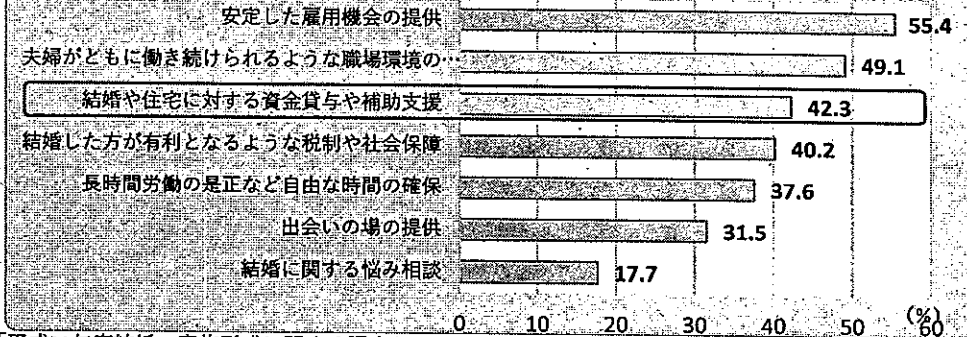 安定した雇用機会の提供 55.4
夫婦がともに働き続けられるような職場環境の… 49.1
結婚や住宅に対する資金貸与や補助支援 42.3
結婚した方が有利となるような税制や社会保障 40.2
長時間労働の是正など自由な時間の確保 37.6
出会いの場の提供 31.5
結婚に関する悩み相談 17.7
(%)
0 10 20 30 40 50 60